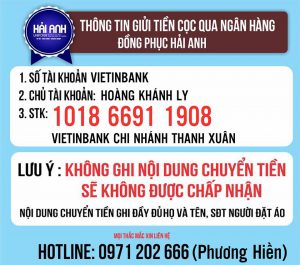 HẢI ANH
THÔNG TIN GỬI TIỀN CỌC QUA NGÂN HÀNG
ĐỒNG PHỤC HẢI ANH
1. SỐ TÀI KHOẢN VIETINBANK
2. CHỦ TÀI KHOẢN: HOÀNG KHÁNH LY
3. STK: 1018 6691 1908
VIETINBANK CHI NHÁNH THANH XUÂN
LƯU Ý : KHÔNG GHI NỘI DUNG CHUYỂN TIỀN
SẼ KHÔNG ĐƯỢC CHẤP NHẬN
NỘI DUNG CHUYỂN TIỀN GHI ĐẦY ĐỦ HỌ VÀ TÊN, SĐT NGƯỜI ĐẶT ÁO
MỌI THẮC MẮC XIN LIÊN HỆ
HOTLINE: 0971 202 666 (Phương Hiền)